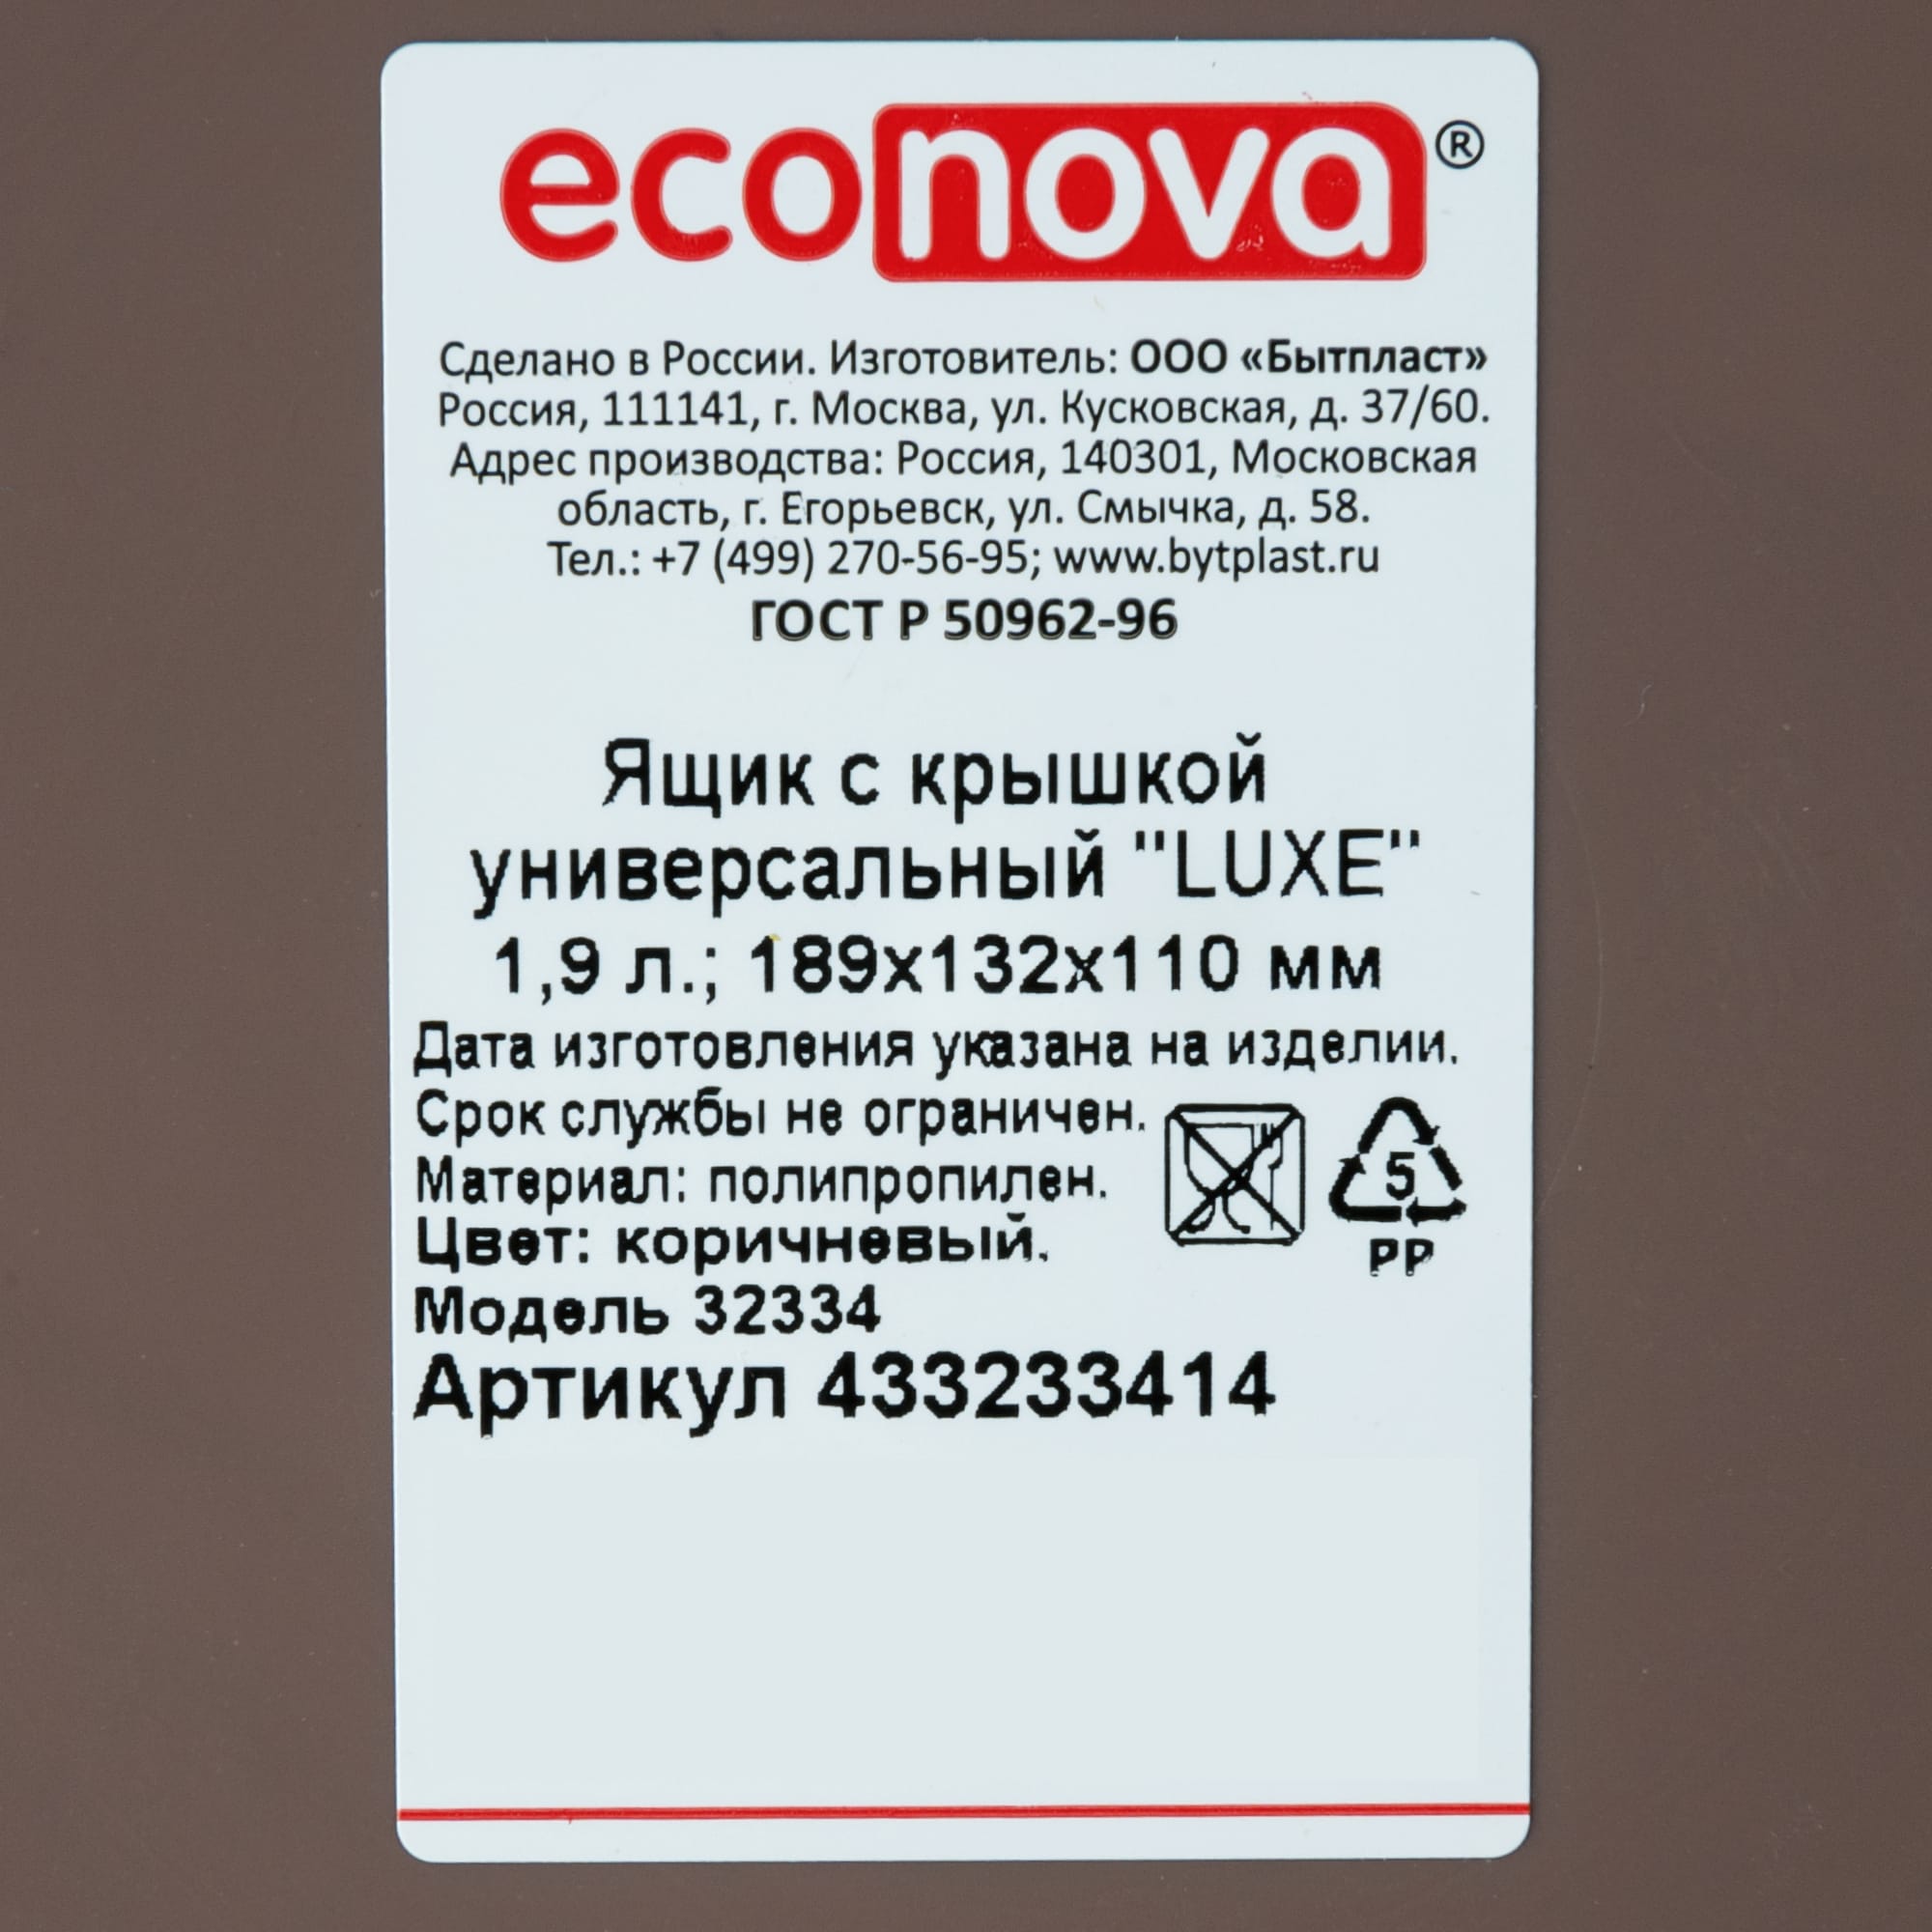 econova®
Сделано в России. Изготовитель: ООО «Бытпласт»
Россия, 111141, г. Москва, ул. Кусковская, д. 37/60.
Адрес производства: Россия, 140301, Московская
область, г. Егорьевск, ул. Смычка, д. 58.
Тел.: +7 (499) 270-56-95; www.bytplast.ru
ГОСТ Р 50962-96
Ящик с крышкой
универсальный "LUXE"
1,9 л.; 189х132х110 мм
Дата изготовления указана на изделии.
Срок службы не ограничен.
Материал: полипропилен.
Цвет: коричневый.
5
PP
Модель 32334
Артикул 433233414